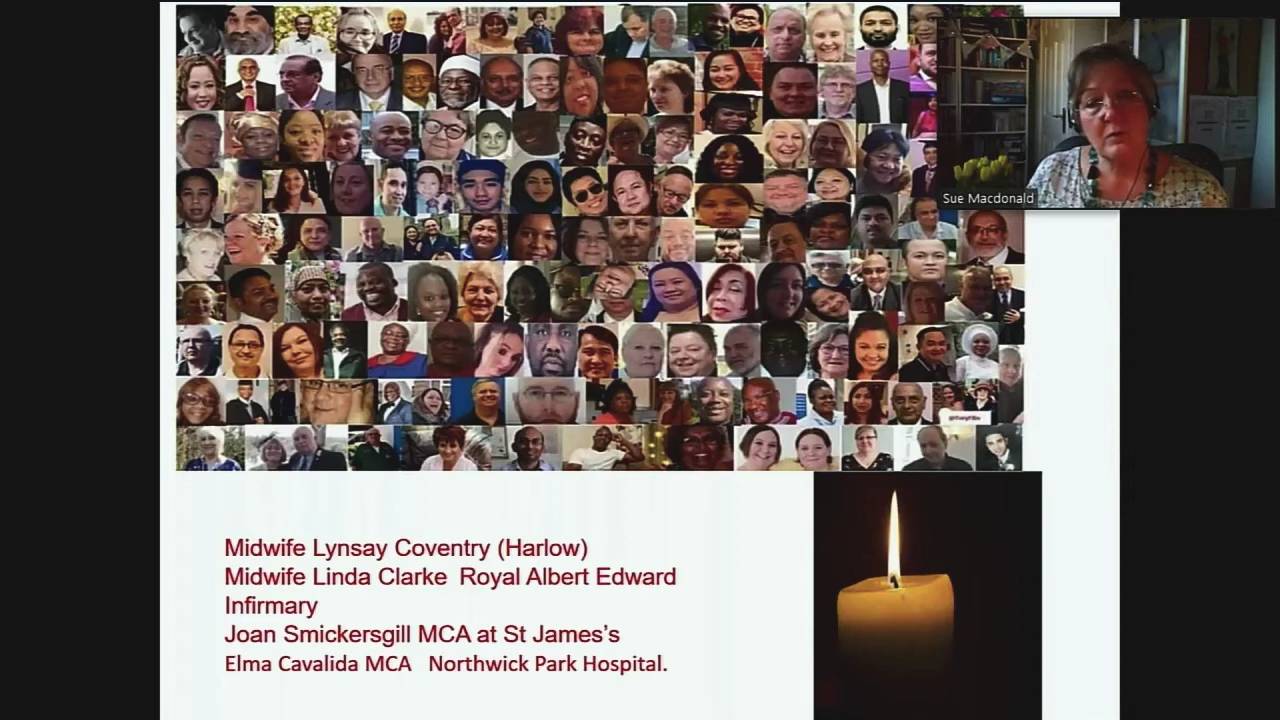 Sue Macdonald
Midwife Lynsay Coventry (Harlow)
Midwife Linda Clarke Royal Albert Edward
Infirmary
Joan Smickersgill MCA at St James’s
Elma Cavalida MCA Northwick Park Hospital.